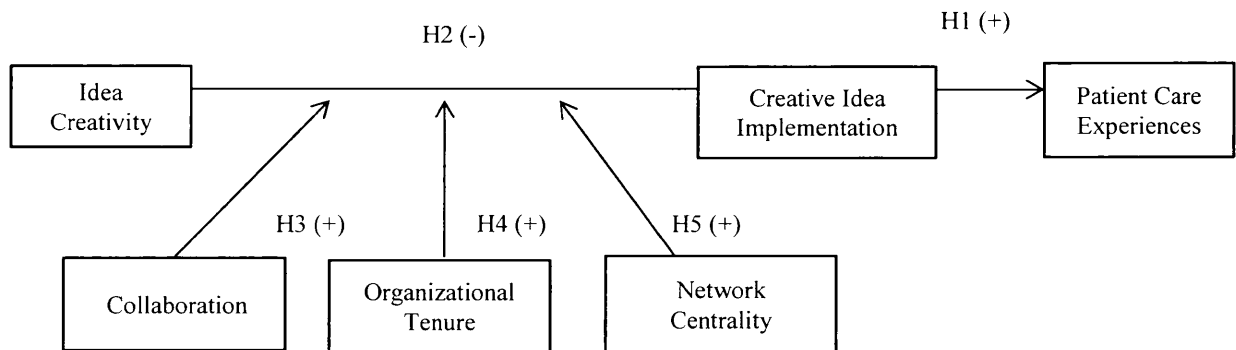 H1 (+)
H2 (-)
Idea
Creativity
Creative Idea
Implementation
Patient Care
Experiences
H3 (+)
H4 (+)
H5 (+)
Collaboration
Organizational
Tenure
Network
Centrality